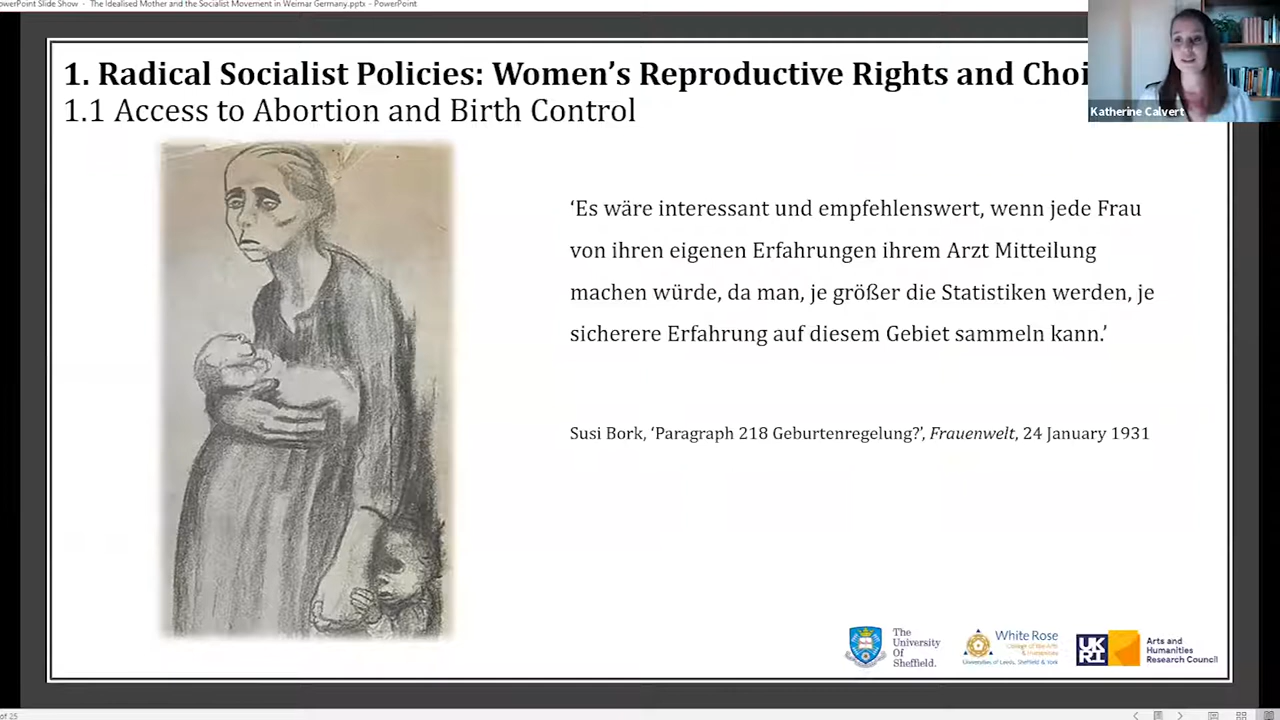 PowerPoint Slide Show - The Idealised Mother and the Socialist Movement in Weimar Germany.pptx - PowerPoint
1. Radical Socialist Policies: Women’s Reproductive Rights and Choi
Katherine Calvert
1.1 Access to Abortion and Birth Control
‘Es wäre interessant und empfehlenswert, wenn jede Frau
von ihren eigenen Erfahrungen ihrem Arzt Mitteilung
machen würde, da man, je größer die Statistiken werden, je
sicherere Erfahrung auf diesem Gebiet sammeln kann.’
Susi Bork, ‘Paragraph 218 Geburtenregelung?’, Frauenwelt, 24 January 1931
The
University
Of
Sheffield.
White Rose
College of the Arts
& Humanities
Universities of Leeds, Sheffield & York
UKRI
Arts and
Humanities
Research Council
of 25